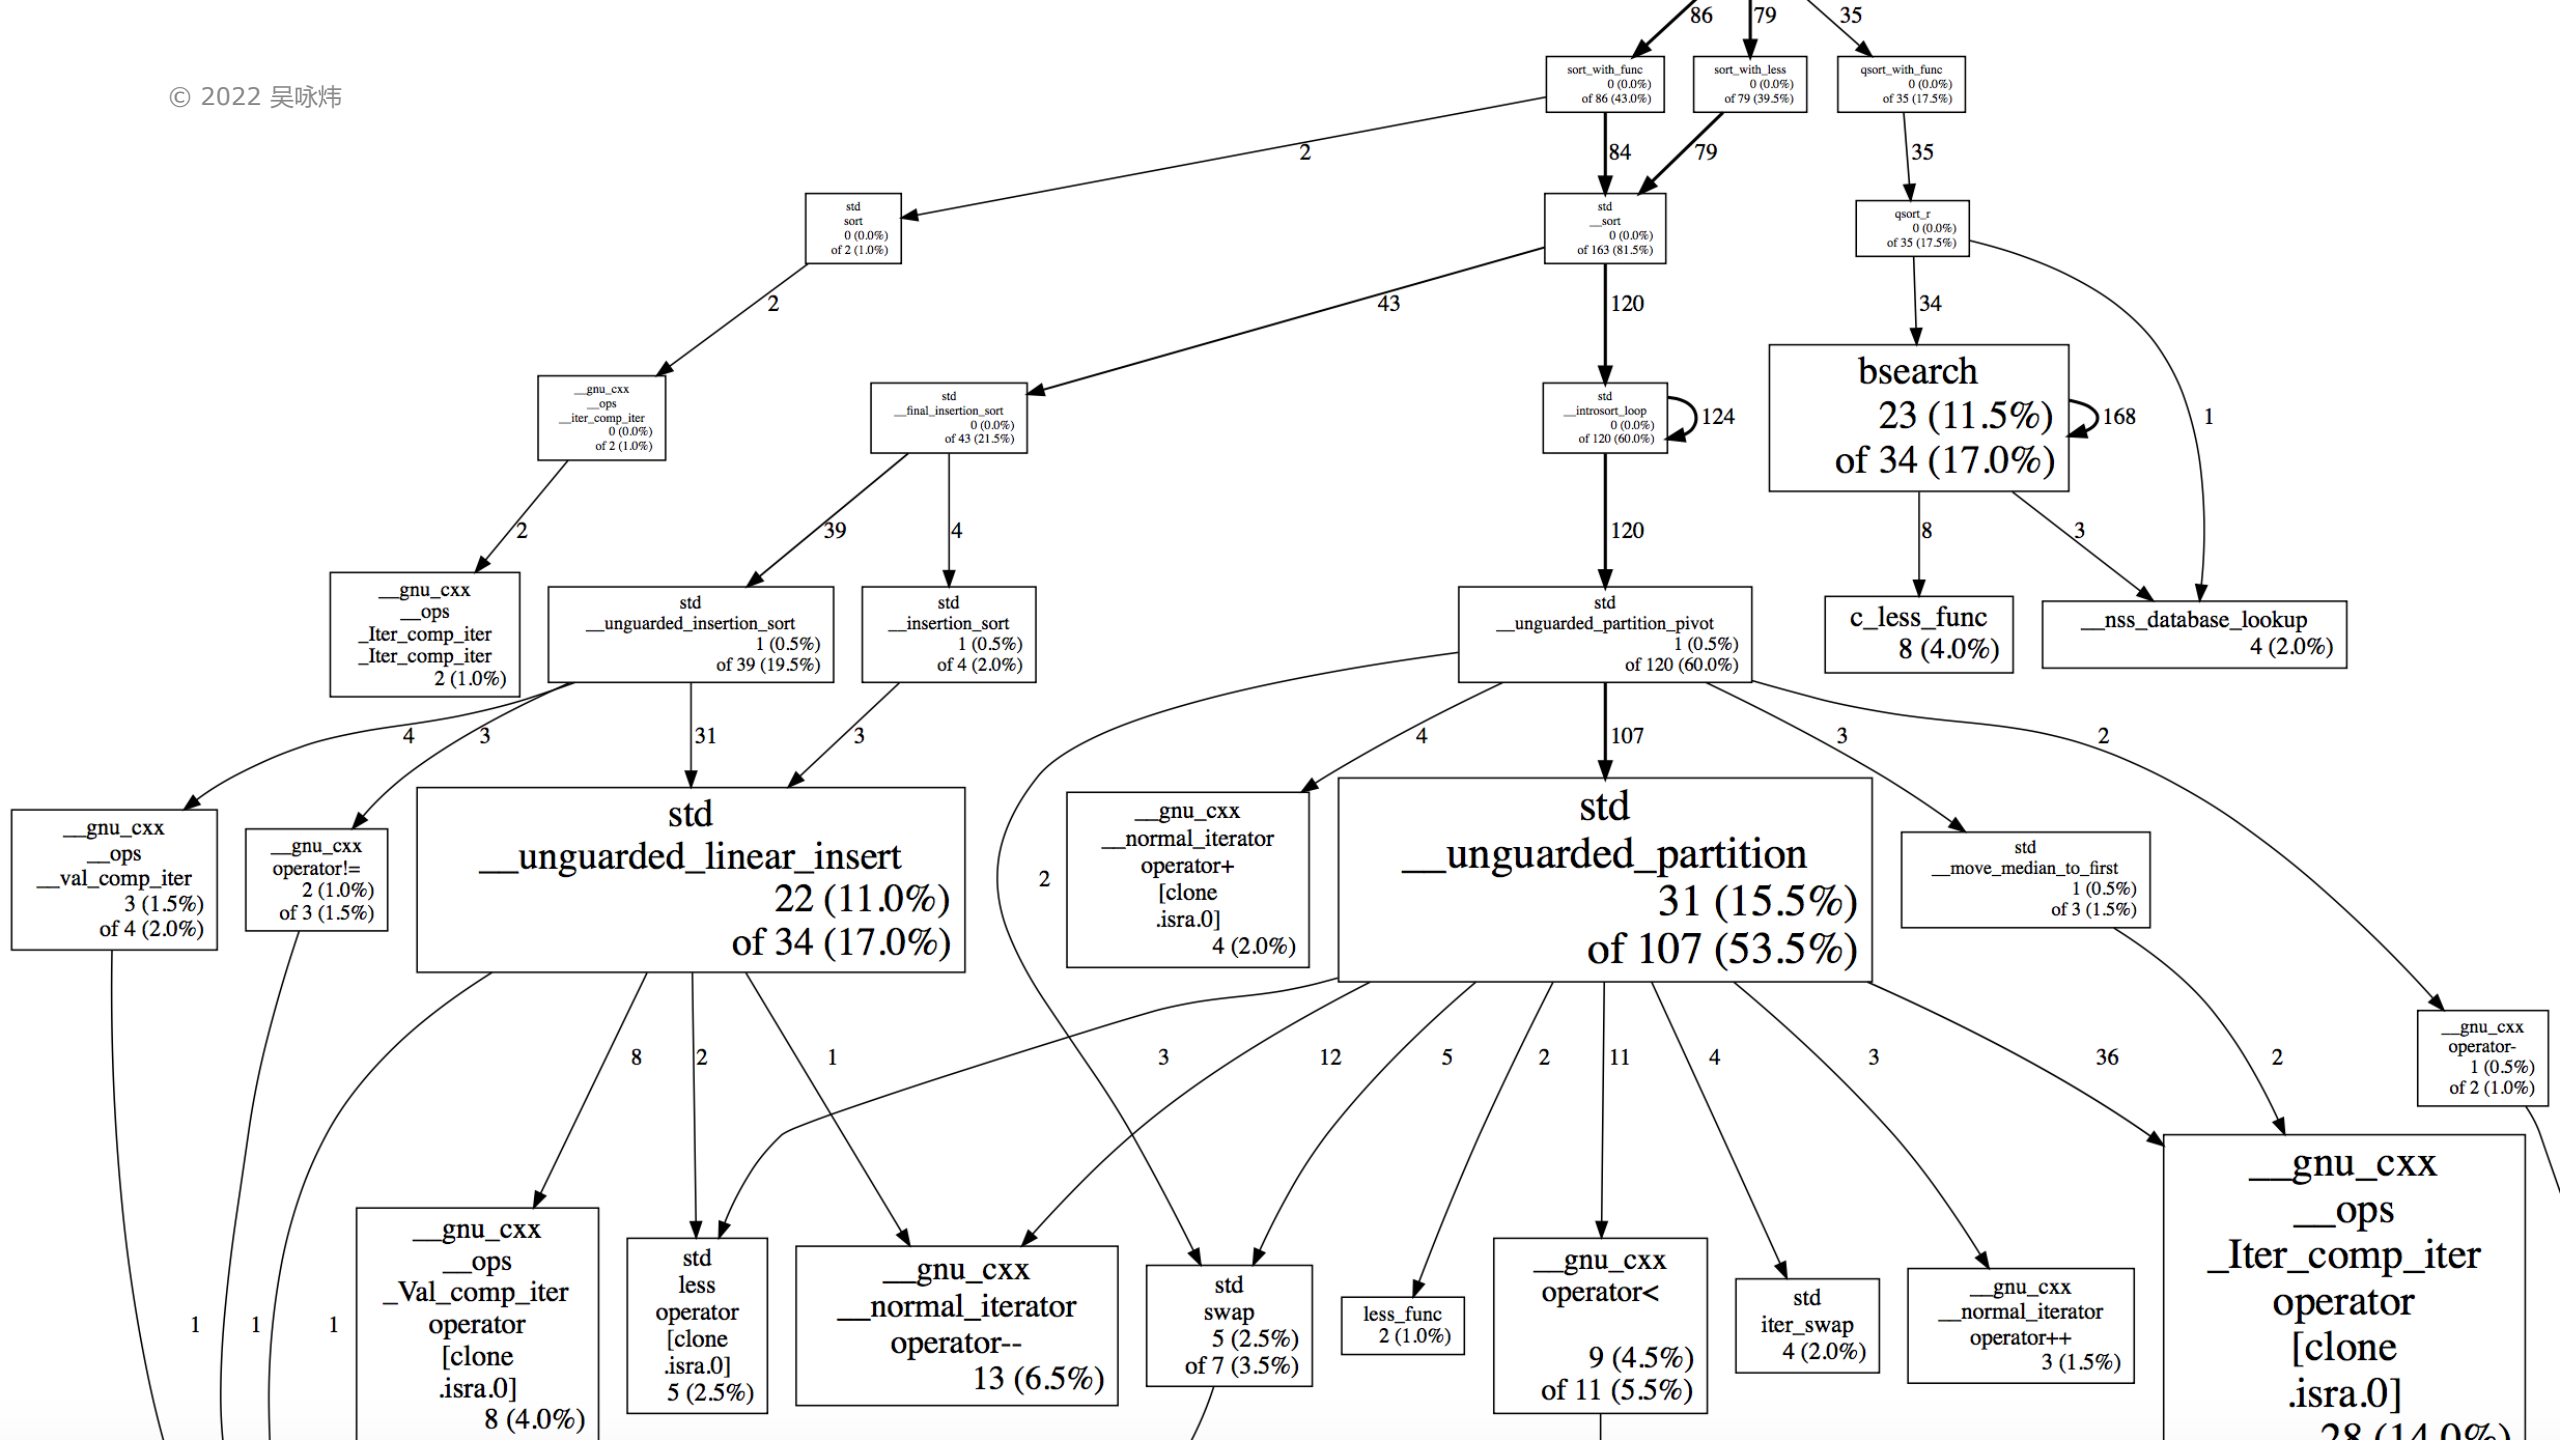 86
79
35
© 2022 吴咏炜
sort_with_func
0 (0.0%)
of 86 (43.0%)
sort_with_less
0 (0.0%)
of 79 (39.5%)
qsort_with_func
0 (0.0%)
of 35 (17.5%)
2
84
79
35
std
sort
0 (0.0%)
of 2 (1.0%)
std
__sort
0 (0.0%)
of 163 (81.5%)
qsort_r
0 (0.0%)
of 35 (17.5%)
2
43
120
34
1
__gnu_cxx
__ops
__iter_comp_iter
0 (0.0%)
of 2 (1.0%)
std
__final_insertion_sort
0 (0.0%)
of 43 (21.5%)
std
__introsort_loop
0 (0.0%)
of 120 (60.0%)
124
bsearch
23 (11.5%)
of 34 (17.0%)
168
2
39
4
120
8
3
__gnu_cxx
__ops
_Iter_comp_iter
_Iter_comp_iter
2 (1.0%)
std
__unguarded_insertion_sort
1 (0.5%)
of 39 (19.5%)
std
__insertion_sort
1 (0.5%)
of 4 (2.0%)
std
__unguarded_partition_pivot
1 (0.5%)
of 120 (60.0%)
c_less_func
8 (4.0%)
__nss_database_lookup
4 (2.0%)
4
3
31
3
2
4
107
3
2
__gnu_cxx
__ops
__val_comp_iter
3 (1.5%)
of 4 (2.0%)
__gnu_cxx
operator!=
2 (1.0%)
of 3 (1.5%)
std
__unguarded_linear_insert
22 (11.0%)
of 34 (17.0%)
__gnu_cxx
__normal_iterator
operator+
[clone
.isra.0]
4 (2.0%)
std
__unguarded_partition
31 (15.5%)
of 107 (53.5%)
std
__move_median_to_first
1 (0.5%)
of 3 (1.5%)
__gnu_cxx
operator-
1 (0.5%)
of 2 (1.0%)
8
2
1
3
12
5
2
11
4
3
36
2
1
1
1
__gnu_cxx
__ops
_Val_comp_iter
operator
[clone
.isra.0]
8 (4.0%)
std
less
operator
[clone
.isra.0]
5 (2.5%)
__gnu_cxx
__normal_iterator
operator--
13 (6.5%)
std
swap
5 (2.5%)
of 7 (3.5%)
less_func
2 (1.0%)
__gnu_cxx
operator<
9 (4.5%)
of 11 (5.5%)
std
iter_swap
4 (2.0%)
__gnu_cxx
__normal_iterator
operator++
3 (1.5%)
__gnu_cxx
__ops
_Iter_comp_iter
operator
[clone
.isra.0]
28 (14.0%)